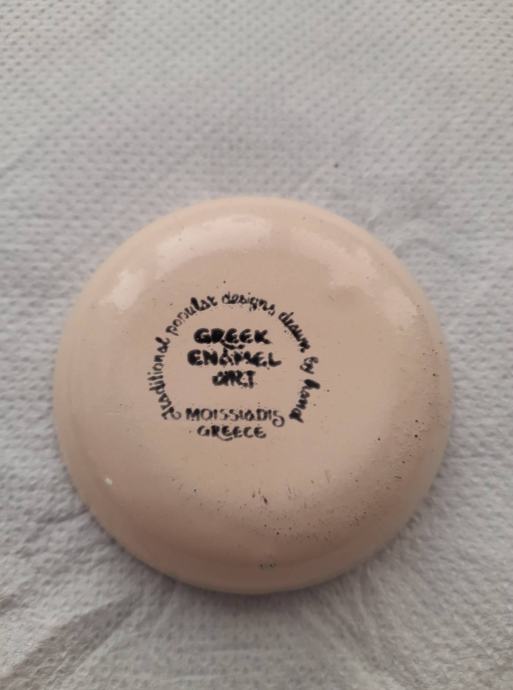 traditional popular designs drawn by hand
GREEK
ENAMEL
ART
MOISSIADIS
GREECE